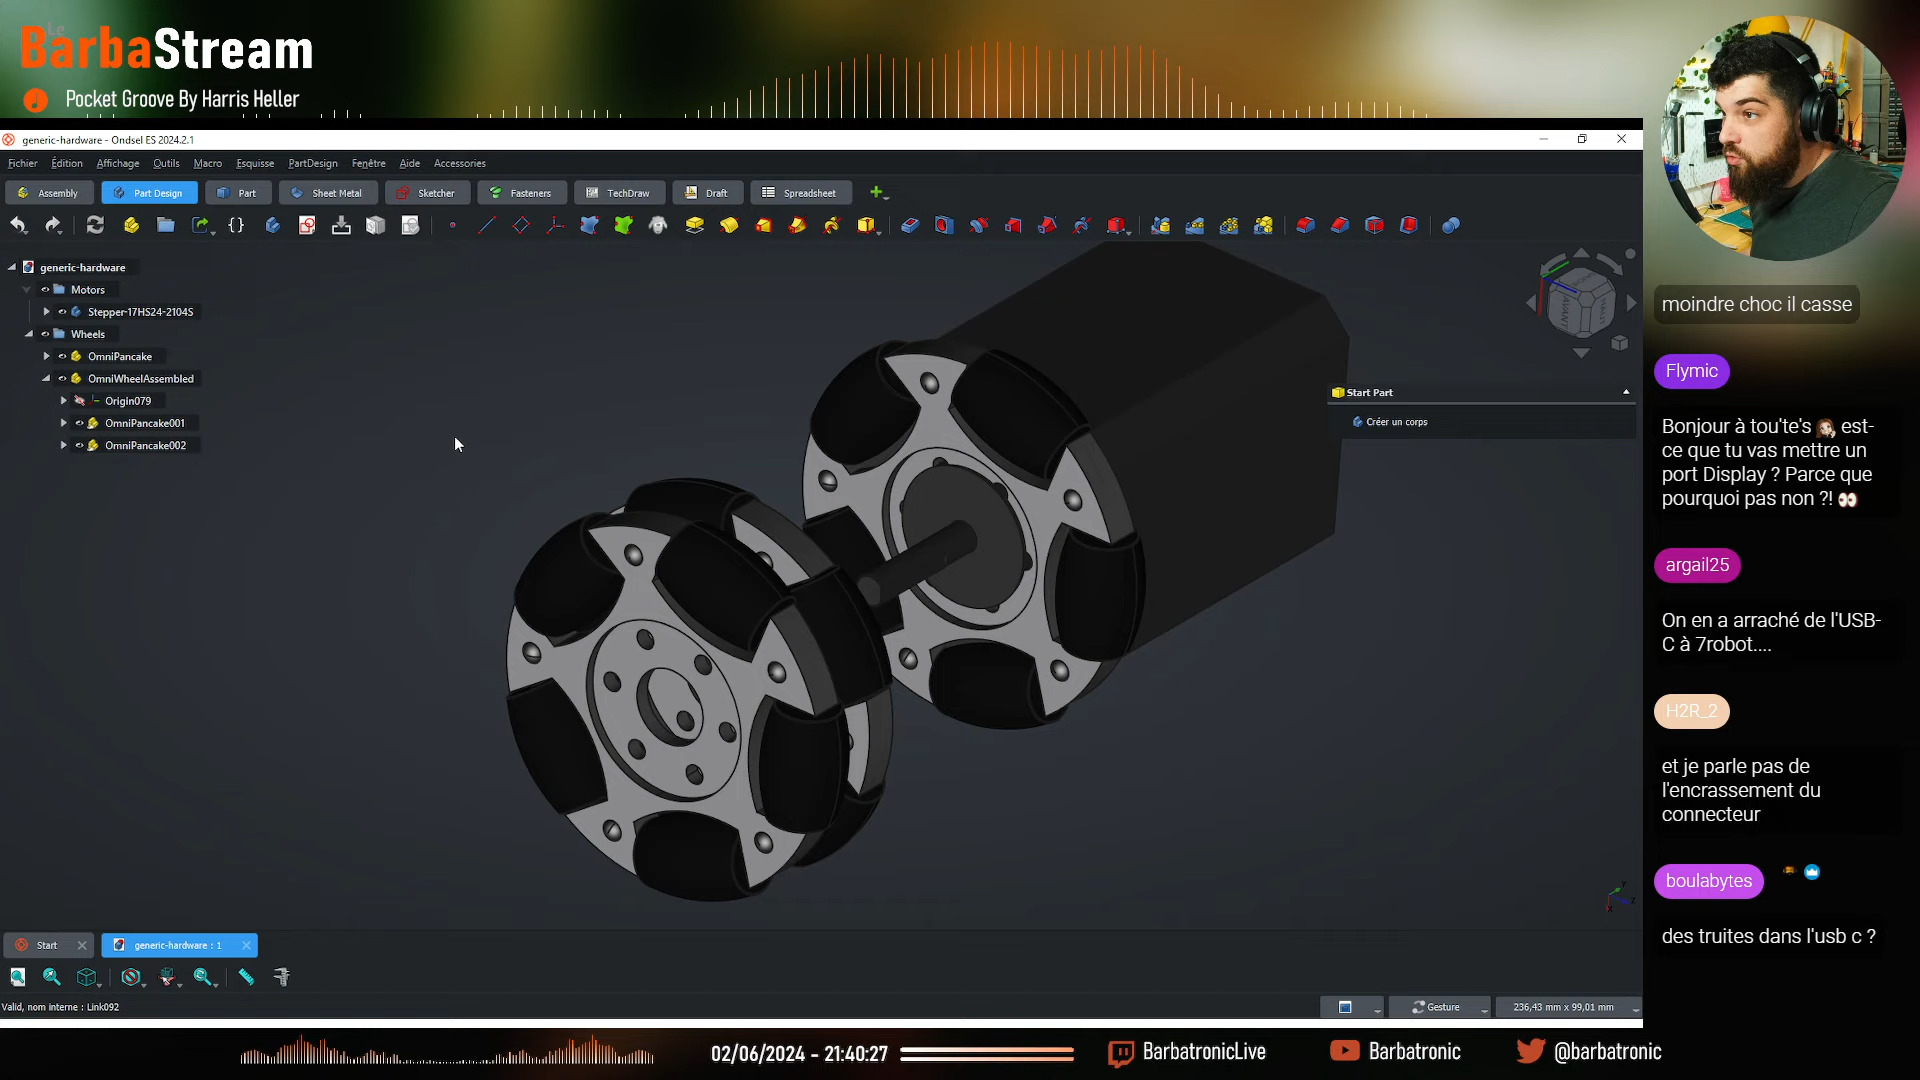 Le
BarbaStream
Pocket Groove By Harris Heller
generic-hardware - Ondsel ES 2024.2.1
Fichier Édition Affichage Outils Macro Esquisse PartDesign Fenêtre Aide Accessories
Assembly Part Design Part Sheet Metal Sketcher Fasteners TechDraw Draft Spreadsheet
generic-hardware
Motors
Stepper-17HS24-2104S
Wheels
OmniPancake
OmniWheelAssembled
Origin079
OmniPancake001
OmniPancake002
AVANT
Start Part
Créer un corps
Start generic-hardware : 1
Valid, nom interne : Link092
Gesture 236,43 mm x 99,01 mm
moindre choc il casse
Flymic
Bonjour à tou'te's est-
ce que tu vas mettre un
port Display ? Parce que
pourquoi pas non ?!
argail25
On en a arraché de l'USB-
C à 7robot....
H2R_2
et je parle pas de
l'encrassement du
connecteur
boulabytes
des truites dans l'usb c ?
02/06/2024 - 21:40:27
BarbatronicLive
Barbatronic
@barbatronic